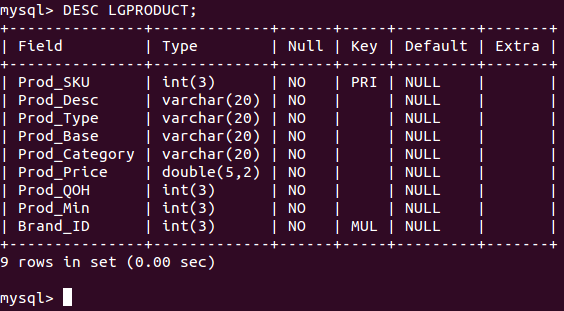 mysql> DESC LGPRODUCT;
+---------------+-------------+------+-----+---------+-------+
| Field         | Type        | Null | Key | Default | Extra |
+---------------+-------------+------+-----+---------+-------+
| Prod_SKU      | int(3)      | NO   | PRI | NULL    |       |
| Prod_Desc     | varchar(20) | NO   |     | NULL    |       |
| Prod_Type     | varchar(20) | NO   |     | NULL    |       |
| Prod_Base     | varchar(20) | NO   |     | NULL    |       |
| Prod_Category | varchar(20) | NO   |     | NULL    |       |
| Prod_Price    | double(5,2) | NO   |     | NULL    |       |
| Prod_QOH      | int(3)      | NO   |     | NULL    |       |
| Prod_Min      | int(3)      | NO   |     | NULL    |       |
| Brand_ID      | int(3)      | NO   | MUL | NULL    |       |
+---------------+-------------+------+-----+---------+-------+
9 rows in set (0.00 sec)
mysql>